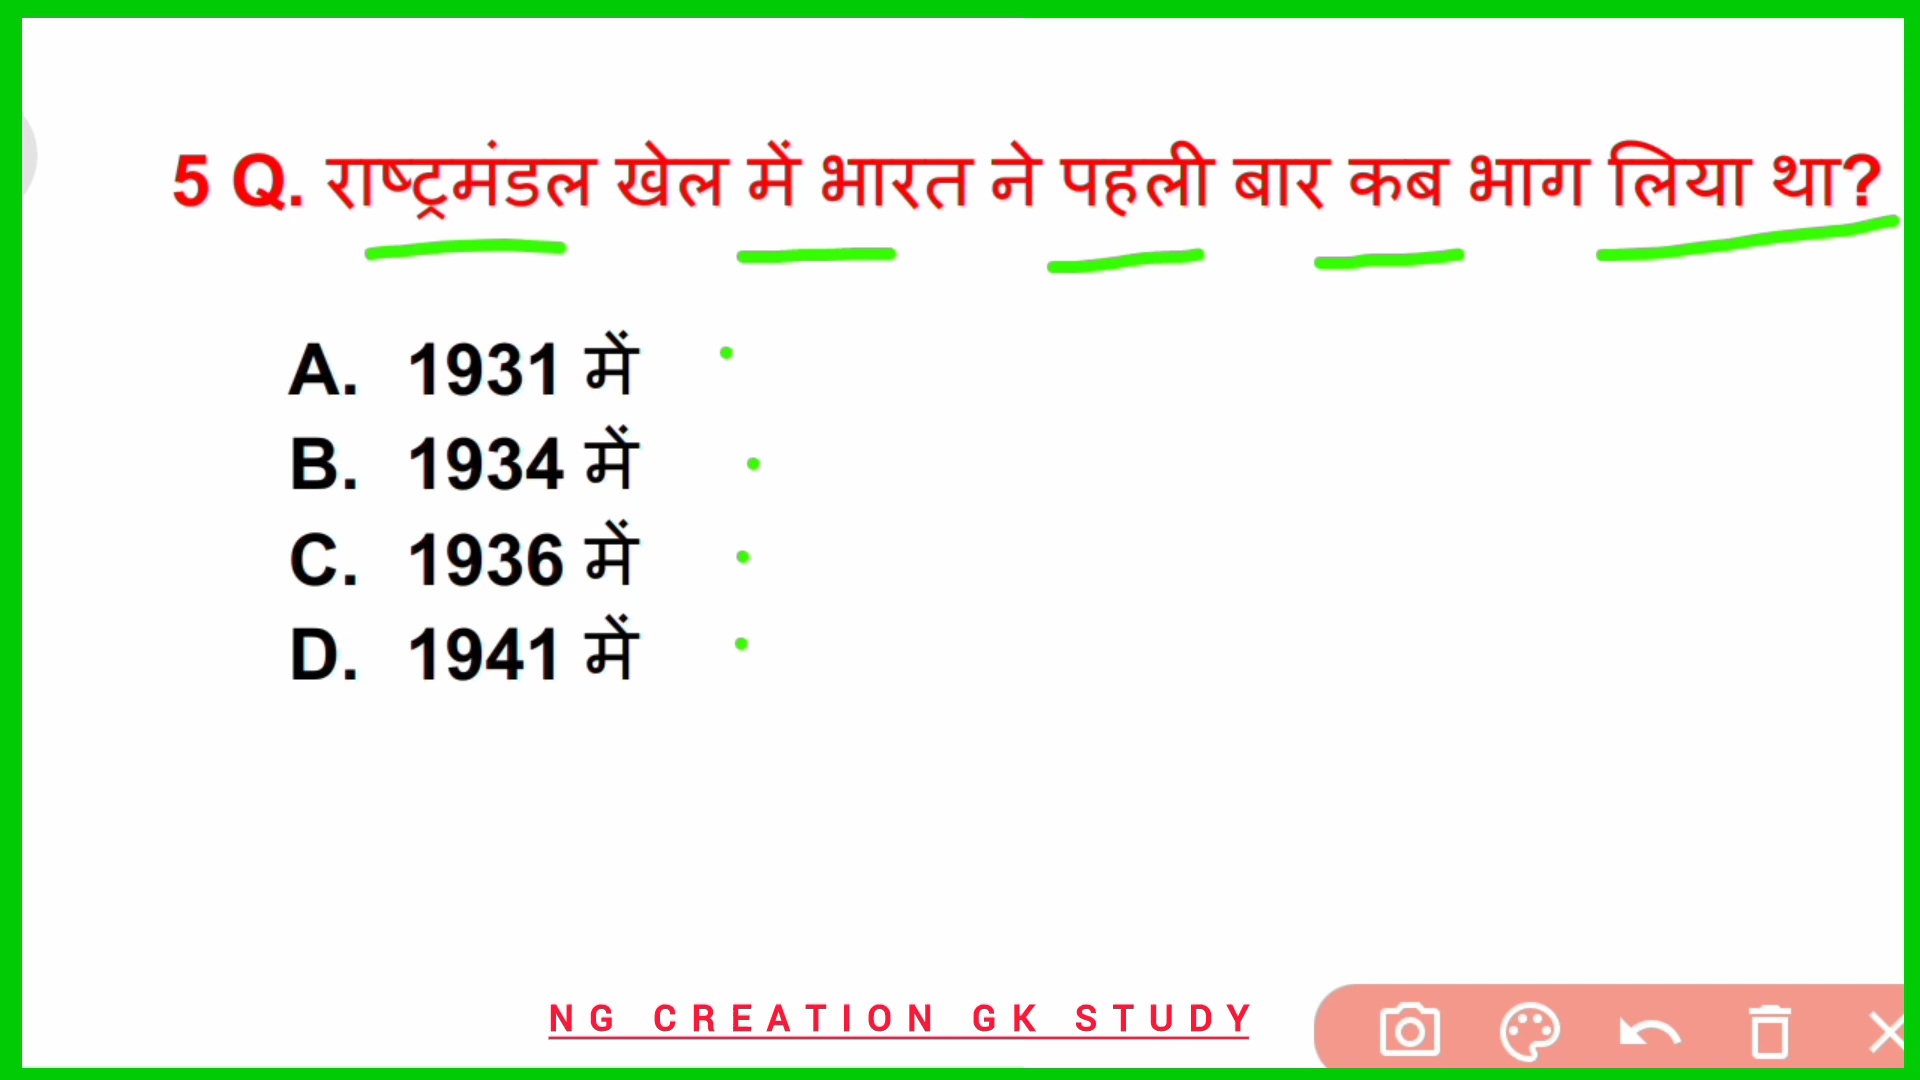 5 Q. राष्ट्रमंडल खेल में भारत ने पहली बार कब भाग लिया था?
A. 1931 में
B. 1934 में
C. 1936 में
D. 1941 में
NG CREATION GK STUDY